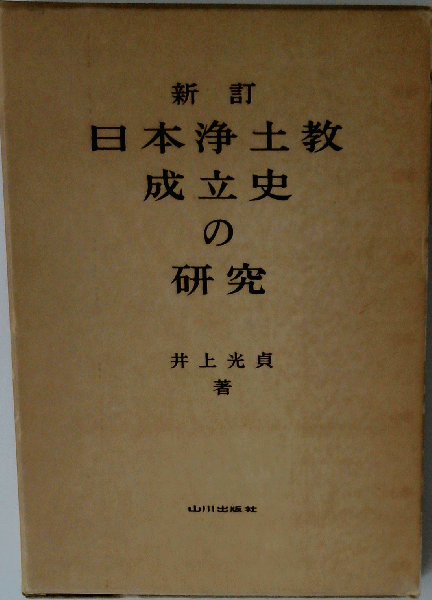 新訂
日本浄土教
成立史
の
研究
井上光貞
著
山川出版社